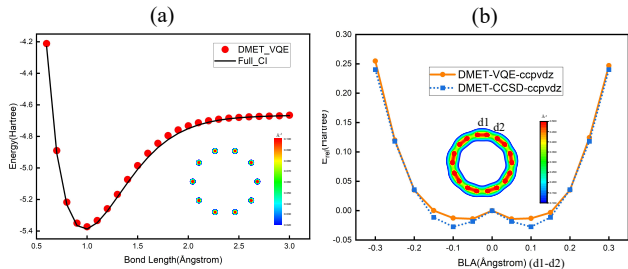 (a)
-4.2
-4.4
-4.6
-4.8
-5.0
-5.2
-5.4
Energy(Hartree)
DMET_VQE
Full_CI
0.5
1.0
1.5
2.0
2.5
3.0
Bond Length(Ångstrom)
(b)
0.30
0.25
0.20
0.15
0.10
0.05
0.00
-0.05
(Hartree)
DMET-VQE-ccpvdz
DMET-CCSD-ccpvdz
d1
d2
-0.3
-0.2
-0.1
0.0
0.1
0.2
0.3
BLA(Ångstrom) (d1-d2)